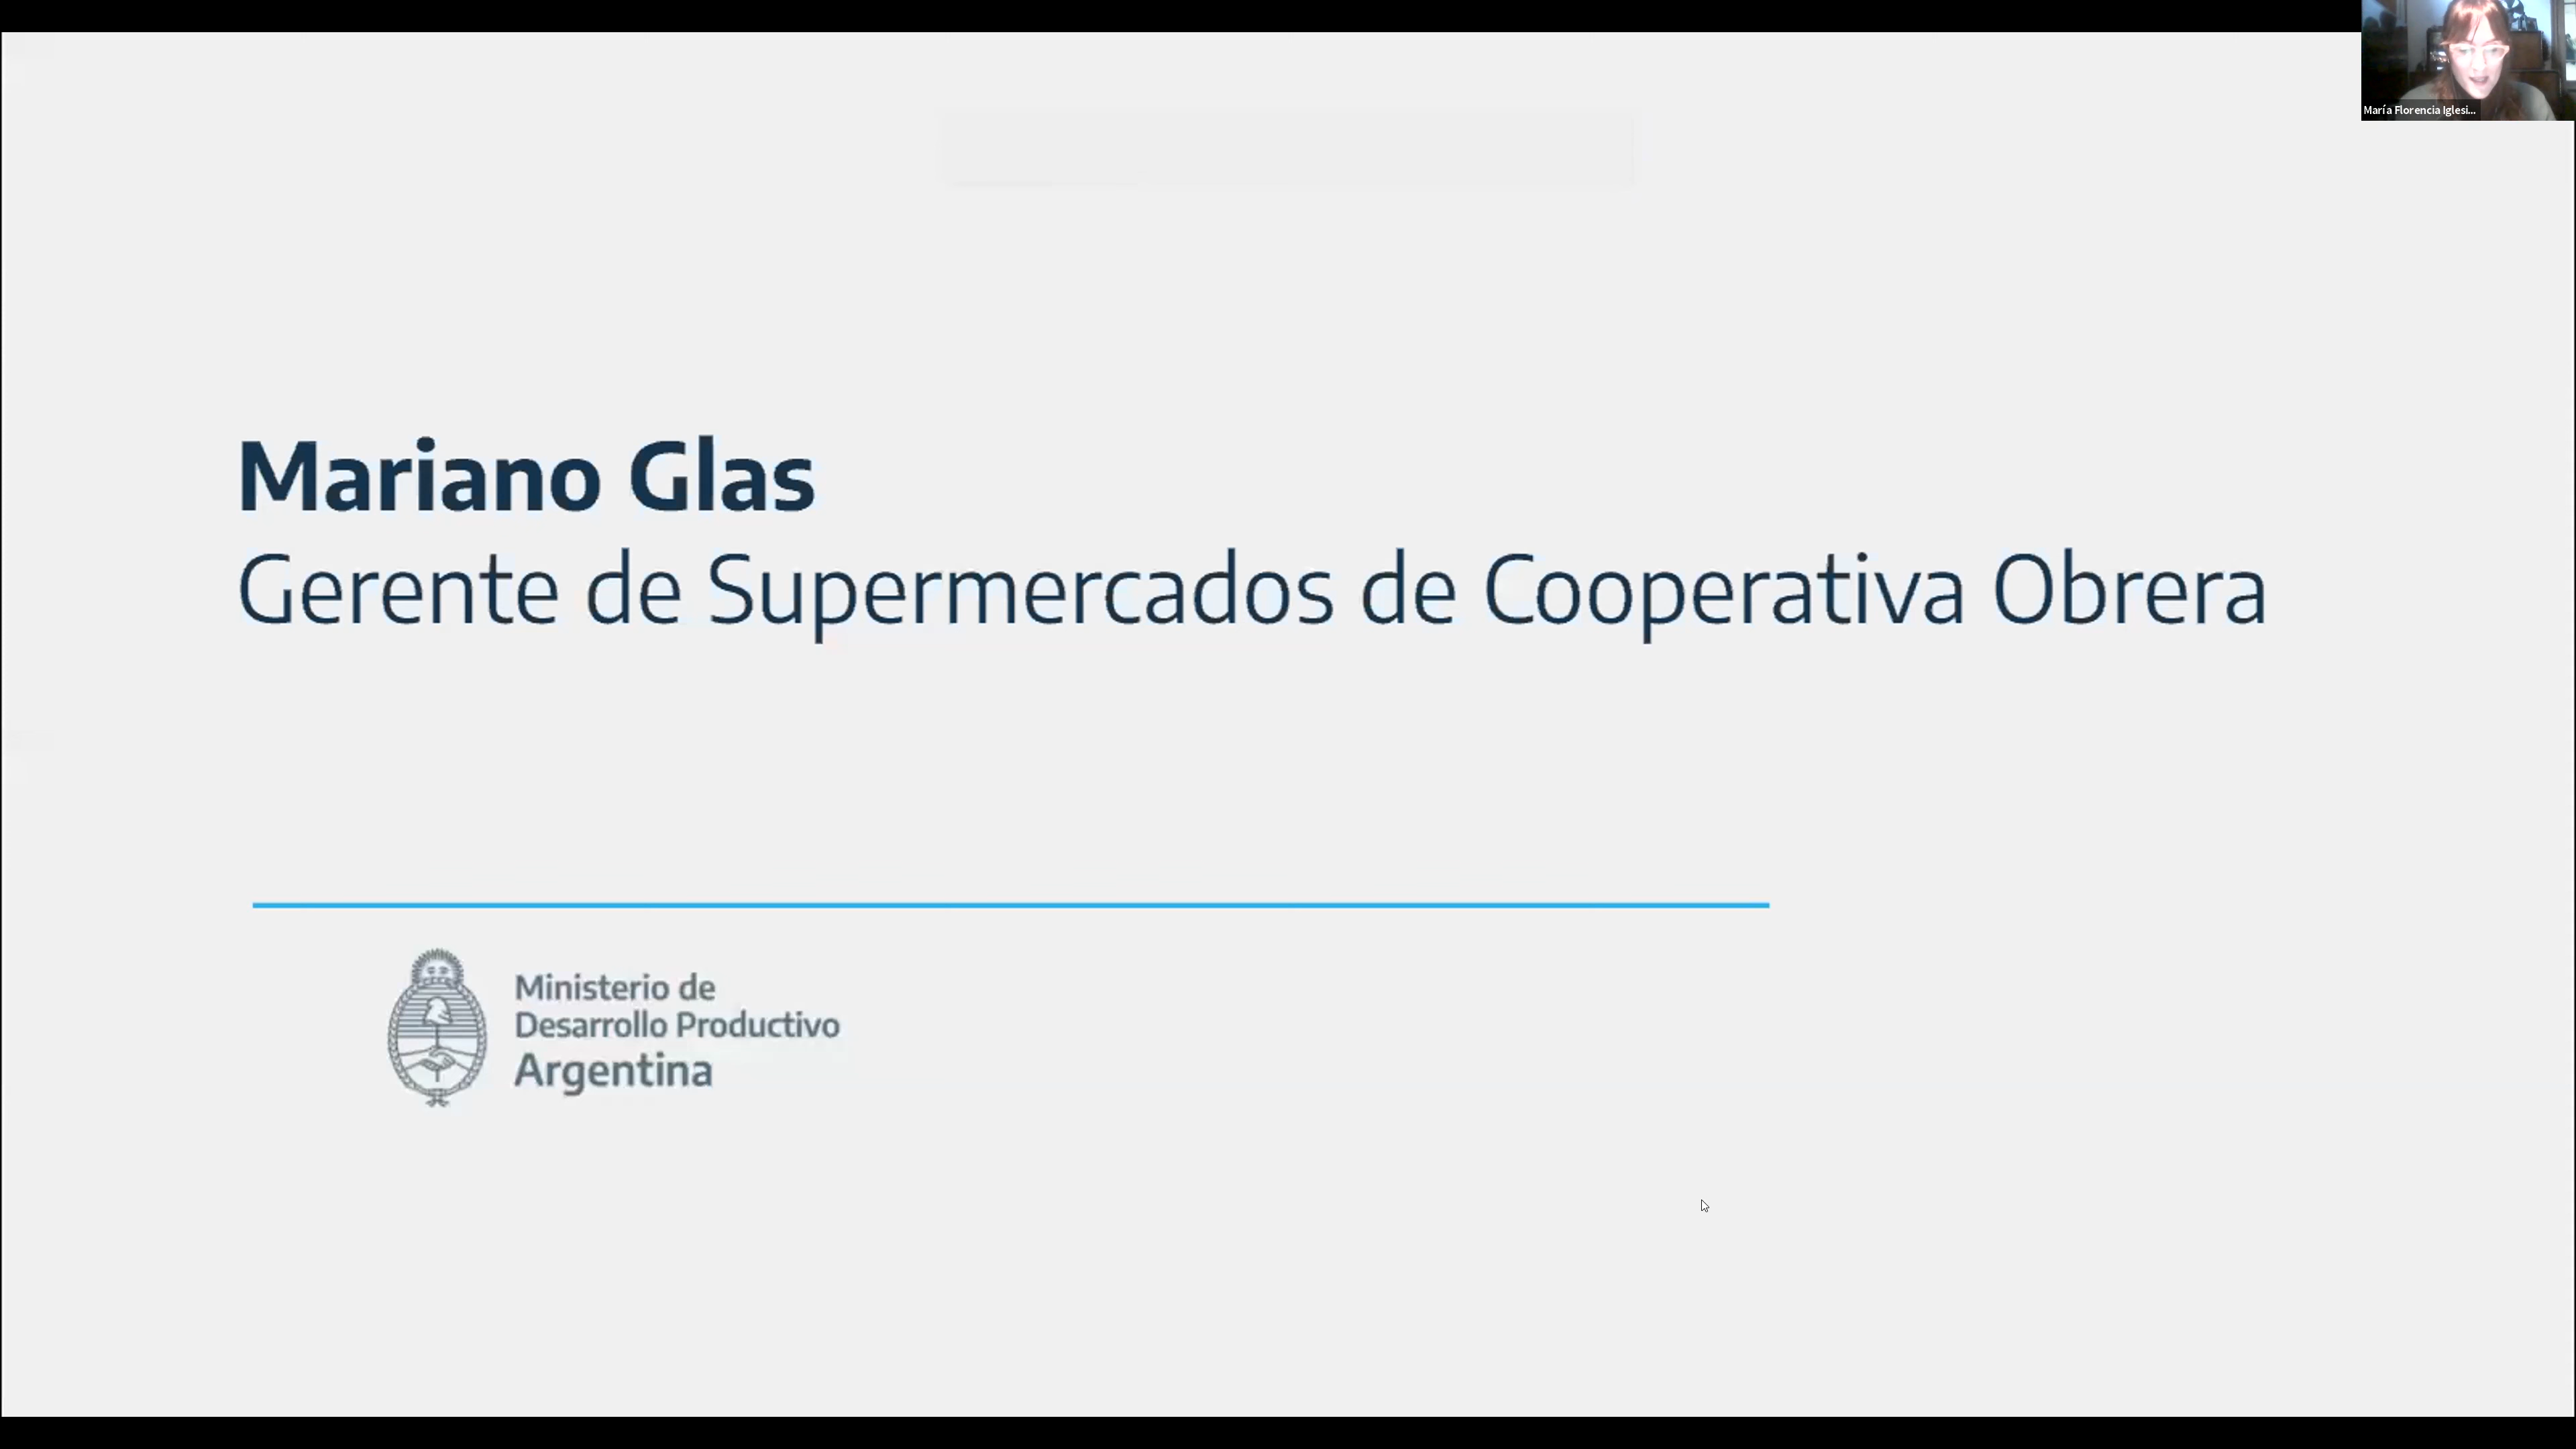 María Florencia Iglesi...
Mariano Glas
Gerente de Supermercados de Cooperativa Obrera
Ministerio de
Desarrollo Productivo
Argentina